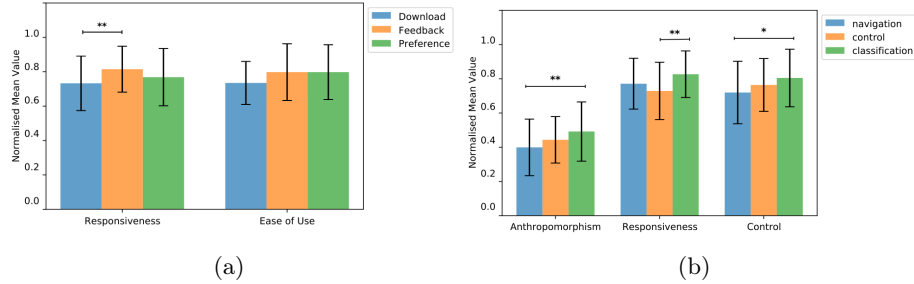 Normalised Mean Value
1.0
0.8
0.6
0.4
0.2
0.0
**
Responsiveness
Ease of Use
Download
Feedback
Preference
(a)
Normalised Mean Value
1.0
0.8
0.6
0.4
0.2
0.0
**
**
*
Anthropomorphism
Responsiveness
Control
navigation
control
classification
(b)